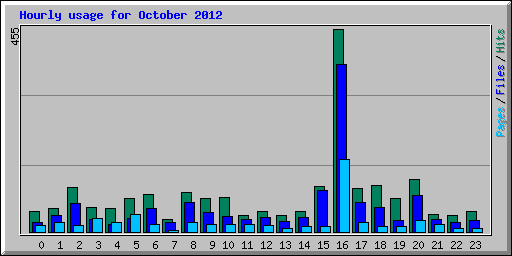 Hourly usage for October 2012
455
Pages / Files / Hits
0 1 2 3 4 5 6 7 8 9 10 11 12 13 14 15 16 17 18 19 20 21 22 23